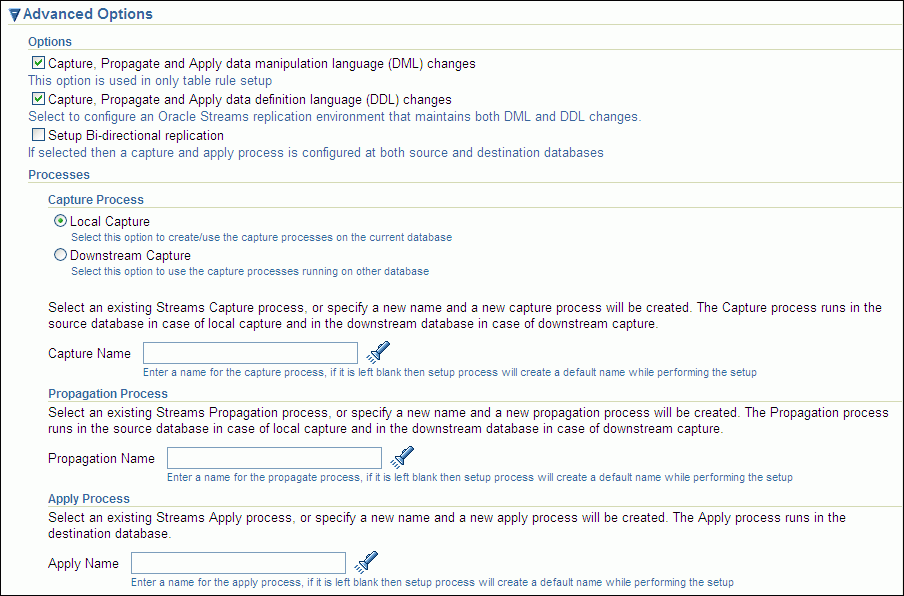 Advanced Options
Options
Capture, Propagate and Apply data manipulation language (DML) changes
This option is used in only table rule setup
Capture, Propagate and Apply data definition language (DDL) changes
Select to configure an Oracle Streams replication environment that maintains both DML and DDL changes.
Setup Bi-directional replication
If selected then a capture and apply process is configured at both source and destination databases
Processes
Capture Process
Local Capture
Select this option to create/use the capture processes on the current database
Downstream Capture
Select this option to use the capture processes running on other database
Select an existing Streams Capture process, or specify a new name and a new capture process will be created. The Capture process runs in the
source database in case of local capture and in the downstream database in case of downstream capture.
Capture Name
Enter a name for the capture process, if it is left blank then setup process will create a default name while performing the setup
Propagation Process
Select an existing Streams Propagation process, or specify a new name and a new propagation process will be created. The Propagation process
runs in the source database in case of local capture and in the downstream database in case of downstream capture.
Propagation Name
Enter a name for the propagate process, if it is left blank then setup process will create a default name while performing the setup
Apply Process
Select an existing Streams Apply process, or specify a new name and a new apply process will be created. The Apply process runs in the
destination database.
Apply Name
Enter a name for the apply process, if it is left blank then setup process will create a default name while performing the setup